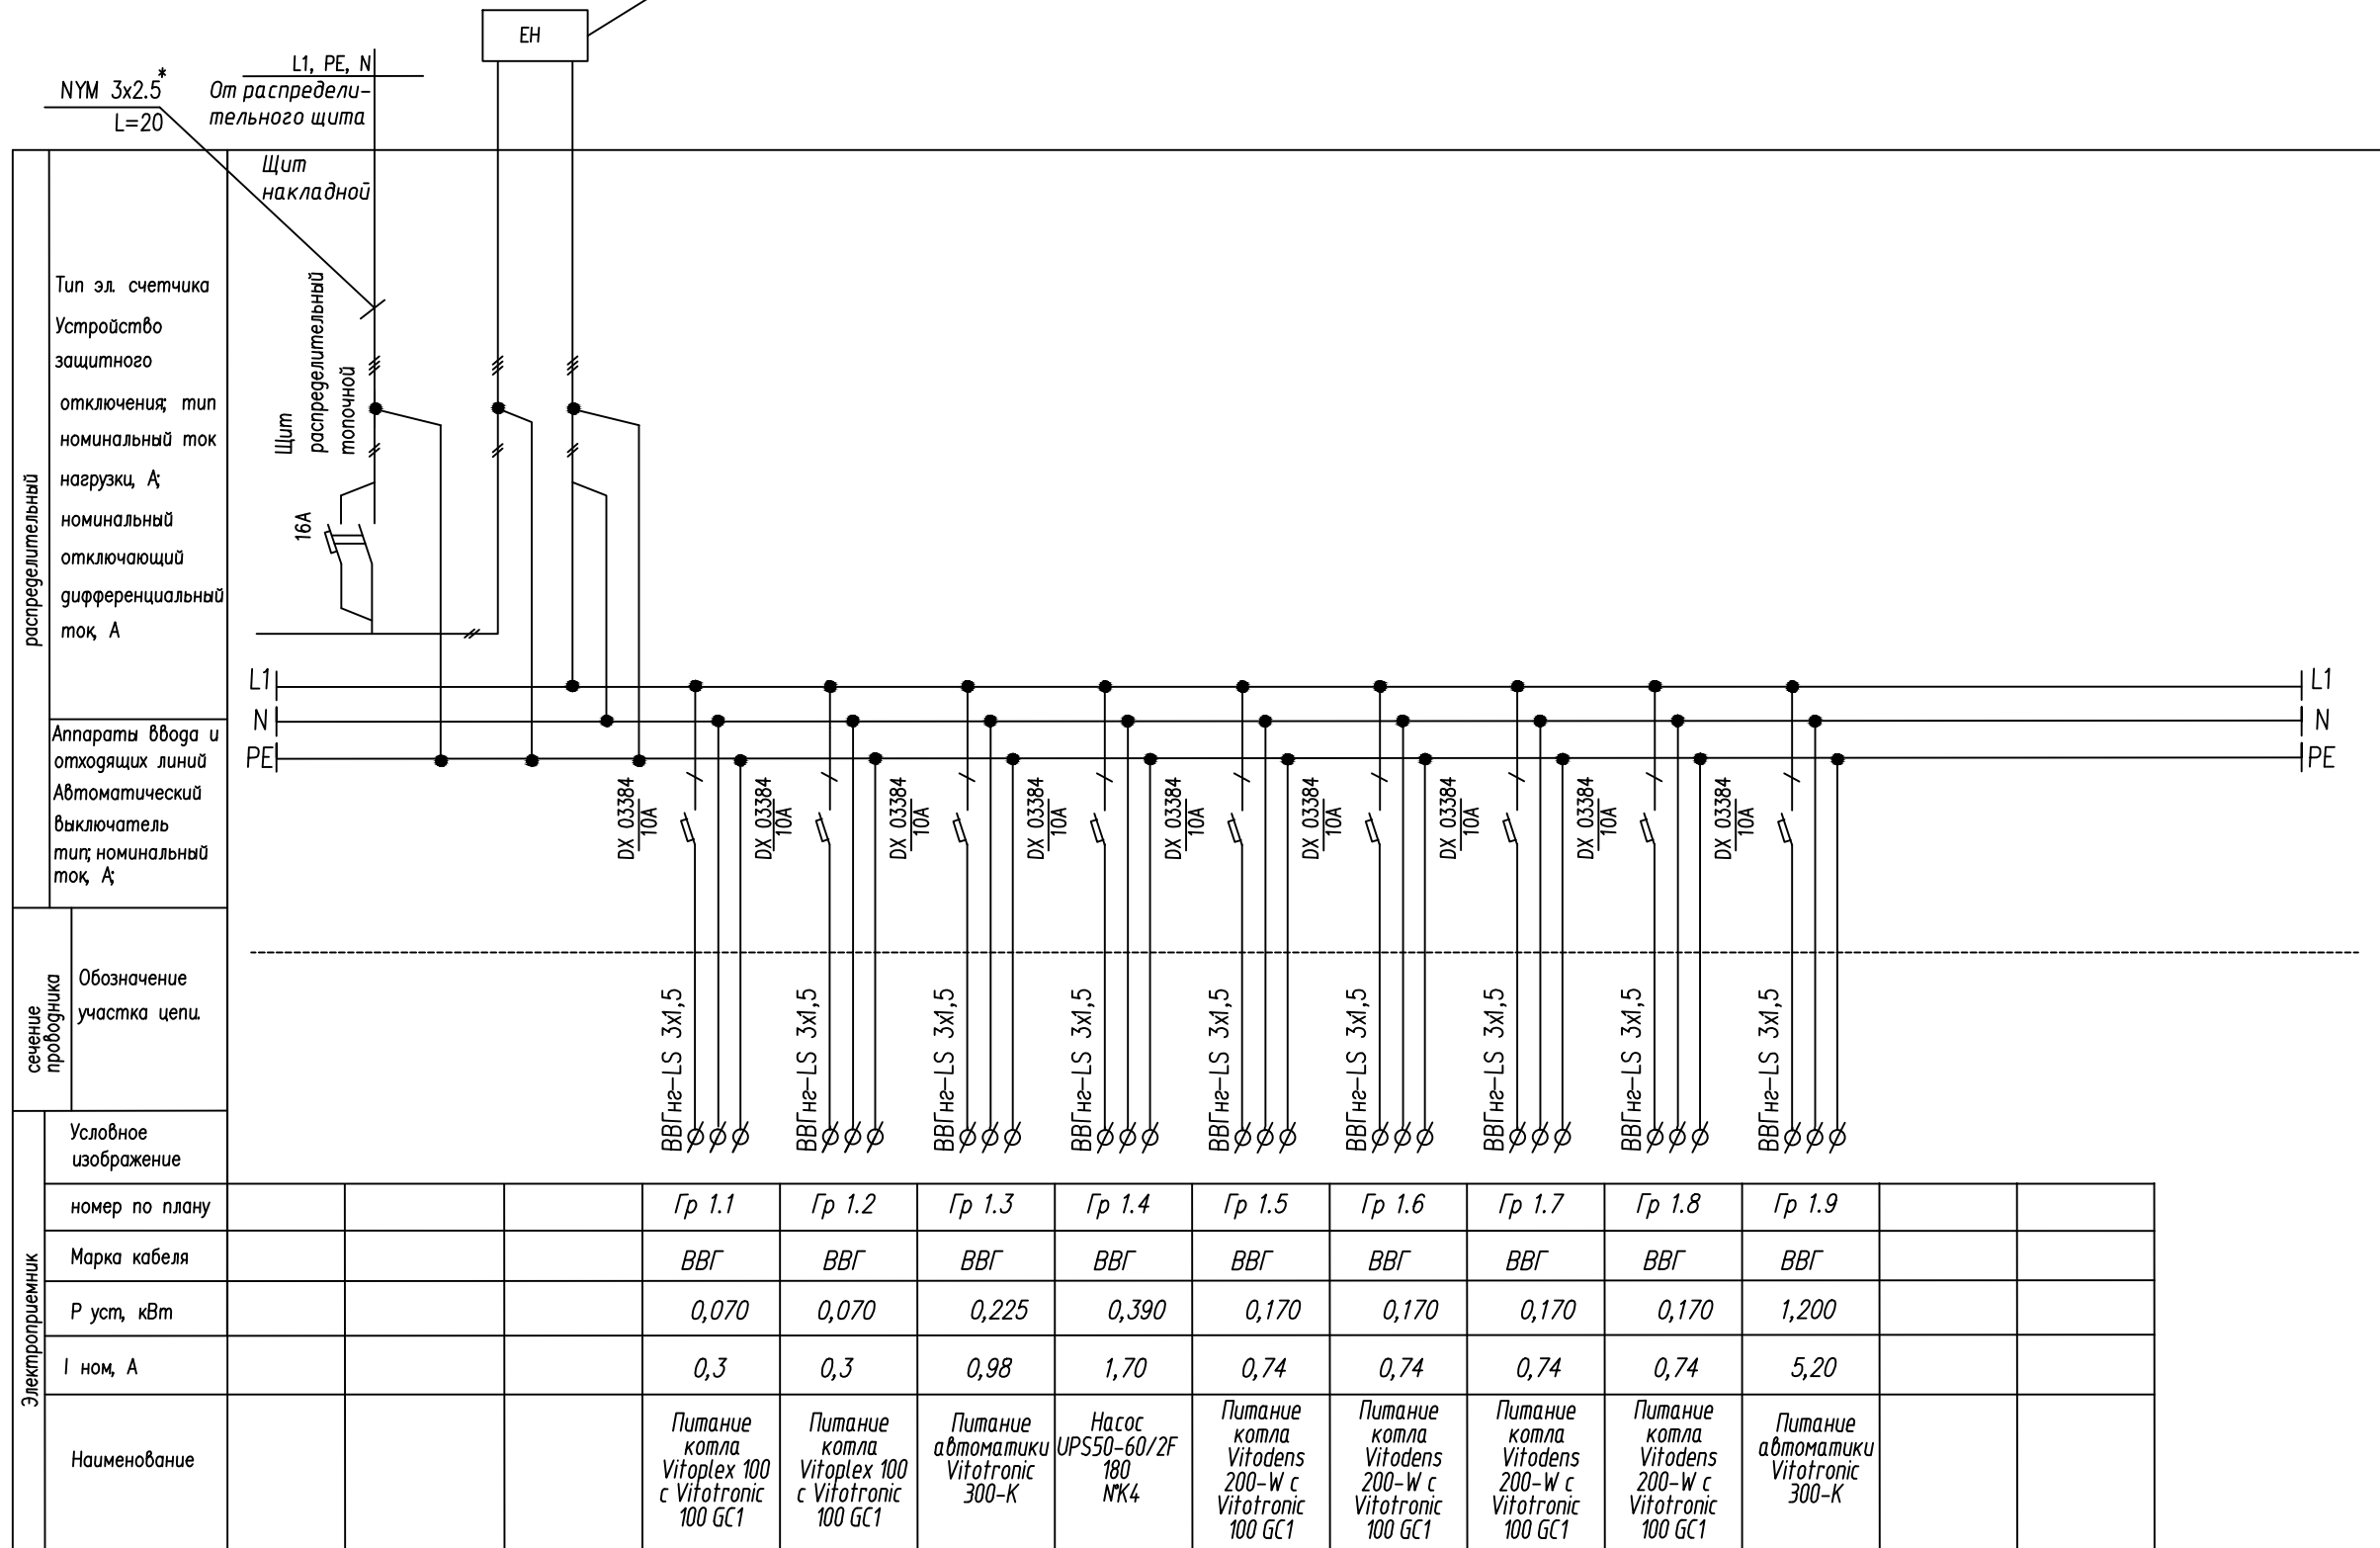 EH
L1, PE, N
NYM 3x2.5*
L=20
От распредели-
тельного щита
Щит
накладной
распределительный
Тип эл. счетчика
Устройство
защитного
отключения; тип
номинальный ток
нагрузки, А;
номинальный
отключающий
дифференциальный
ток, А
Щит
распределительный
топочной
16А
L1
N
PE
L1
N
PE
Аппараты ввода и
отходящих линий
Автоматический
выключатель
тип; номинальный
ток, А;
DX 03384
10А
DX 03384
10А
DX 03384
10А
DX 03384
10А
DX 03384
10А
DX 03384
10А
DX 03384
10А
DX 03384
10А
DX 03384
10А
сечение
проводника
Обозначение
участка цепи.
ВВГнг-LS 3х1,5
ВВГнг-LS 3х1,5
ВВГнг-LS 3х1,5
ВВГнг-LS 3х1,5
ВВГнг-LS 3х1,5
ВВГнг-LS 3х1,5
ВВГнг-LS 3х1,5
ВВГнг-LS 3х1,5
ВВГнг-LS 3х1,5
Электроприемник
Условное
изображение
номер по плану Гр 1.1 Гр 1.2 Гр 1.3 Гр 1.4 Гр 1.5 Гр 1.6 Гр 1.7 Гр 1.8 Гр 1.9
Марка кабеля ВВГ ВВГ ВВГ ВВГ ВВГ ВВГ ВВГ ВВГ ВВГ
Р уст, кВт 0,070 0,070 0,225 0,390 0,170 0,170 0,170 0,170 1,200
I ном, А 0,3 0,3 0,98 1,70 0,74 0,74 0,74 0,74 5,20
Наименование
Питание
котла
Vitoplex 100
с Vitotronic
100 GC1
Питание
котла
Vitoplex 100
с Vitotronic
100 GC1
Питание
автоматики
Vitotronic
300-К
Насос
UPS50-60/2F
180
№К4
Питание
котла
Vitodens
200-W с
Vitotronic
100 GC1
Питание
котла
Vitodens
200-W с
Vitotronic
100 GC1
Питание
котла
Vitodens
200-W с
Vitotronic
100 GC1
Питание
котла
Vitodens
200-W с
Vitotronic
100 GC1
Питание
автоматики
Vitotronic
300-К